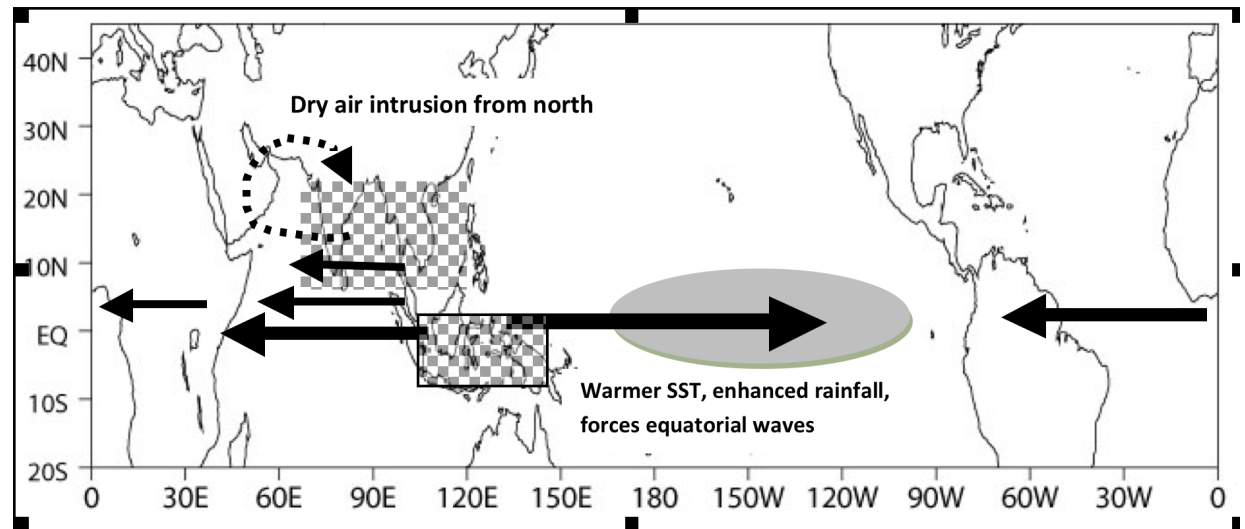 40N
Dry air intrusion from north
30N
20N
10N
EQ
Warmer SST, enhanced rainfall,
10S
forces equatorial waves
20S
0 30E 60E 90E 120E 150E 180 150W 120W 90W 60W 30W 0